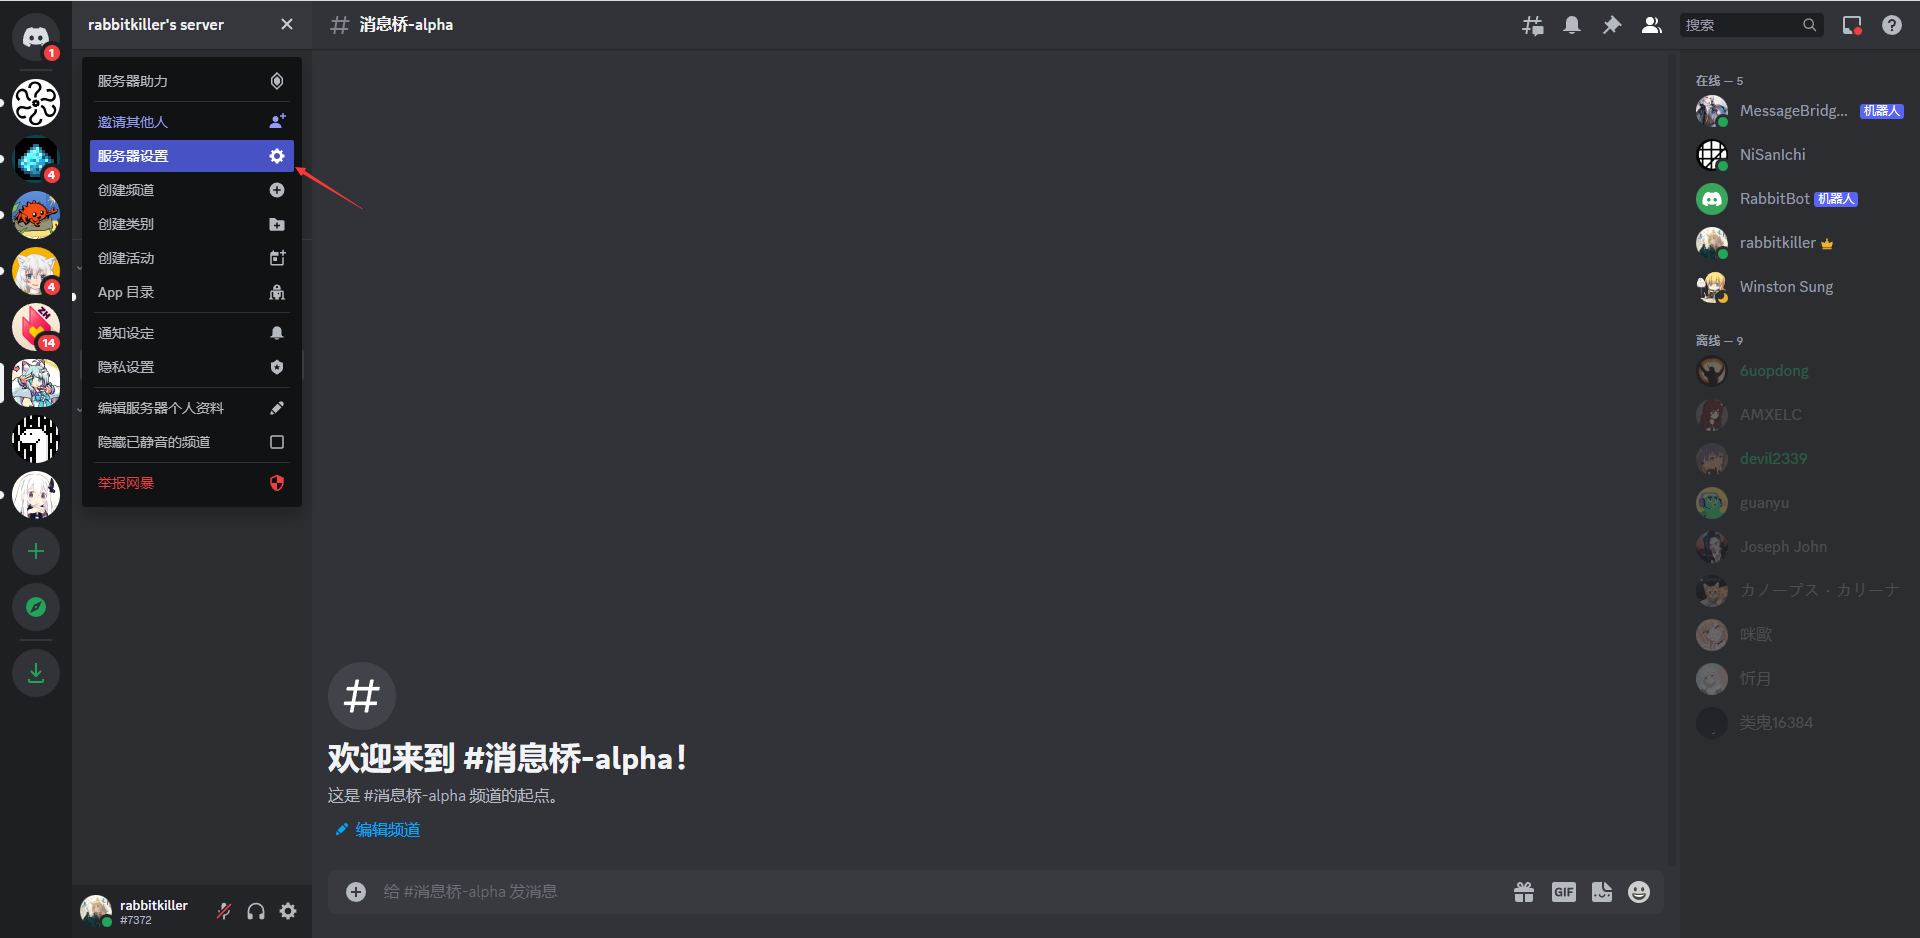 1
4
4
ZH
14
rabbitkiller's server
服务器助力
邀请其他人
服务器设置
创建频道
创建类别
创建活动
App 目录
通知设定
隐私设置
编辑服务器个人资料
隐藏已静音的频道
举报网暴
rabbitkiller
#7372
消息桥-alpha
搜索
欢迎来到 #消息桥-alpha！
这是 #消息桥-alpha 频道的起点。
编辑频道
给 #消息桥-alpha 发消息
GIF
在线 — 5
MessageBridg... 机器人
NiSanIchi
RabbitBot 机器人
rabbitkiller
Winston Sung
离线 — 9
6uopdong
AMXELC
devil2339
guanyu
Joseph John
カノープス・カリーナ
咪歐
忻月
类鬼16384